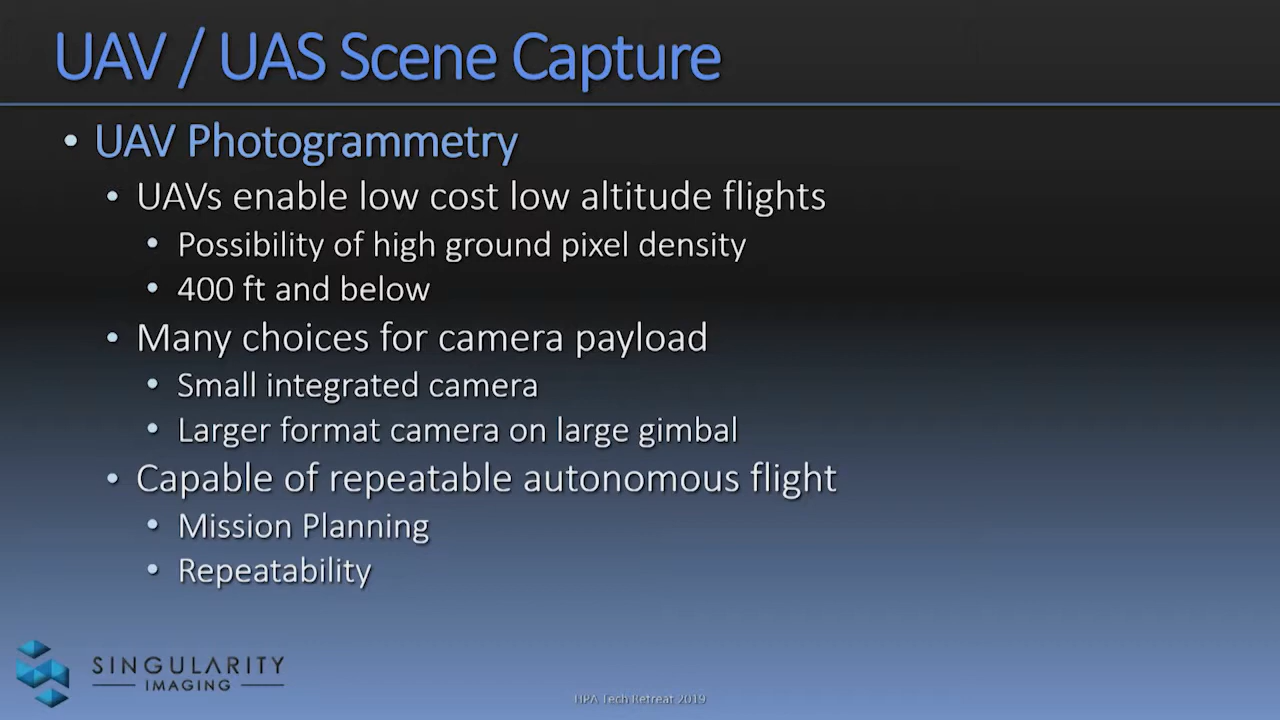 UAV / UAS Scene Capture
• UAV Photogrammetry
• UAVs enable low cost low altitude flights
• Possibility of high ground pixel density
• 400 ft and below
• Many choices for camera payload
• Small integrated camera
• Larger format camera on large gimbal
• Capable of repeatable autonomous flight
• Mission Planning
• Repeatability
SINGULARITY
IMAGING
HPA Tech Retreat 2019